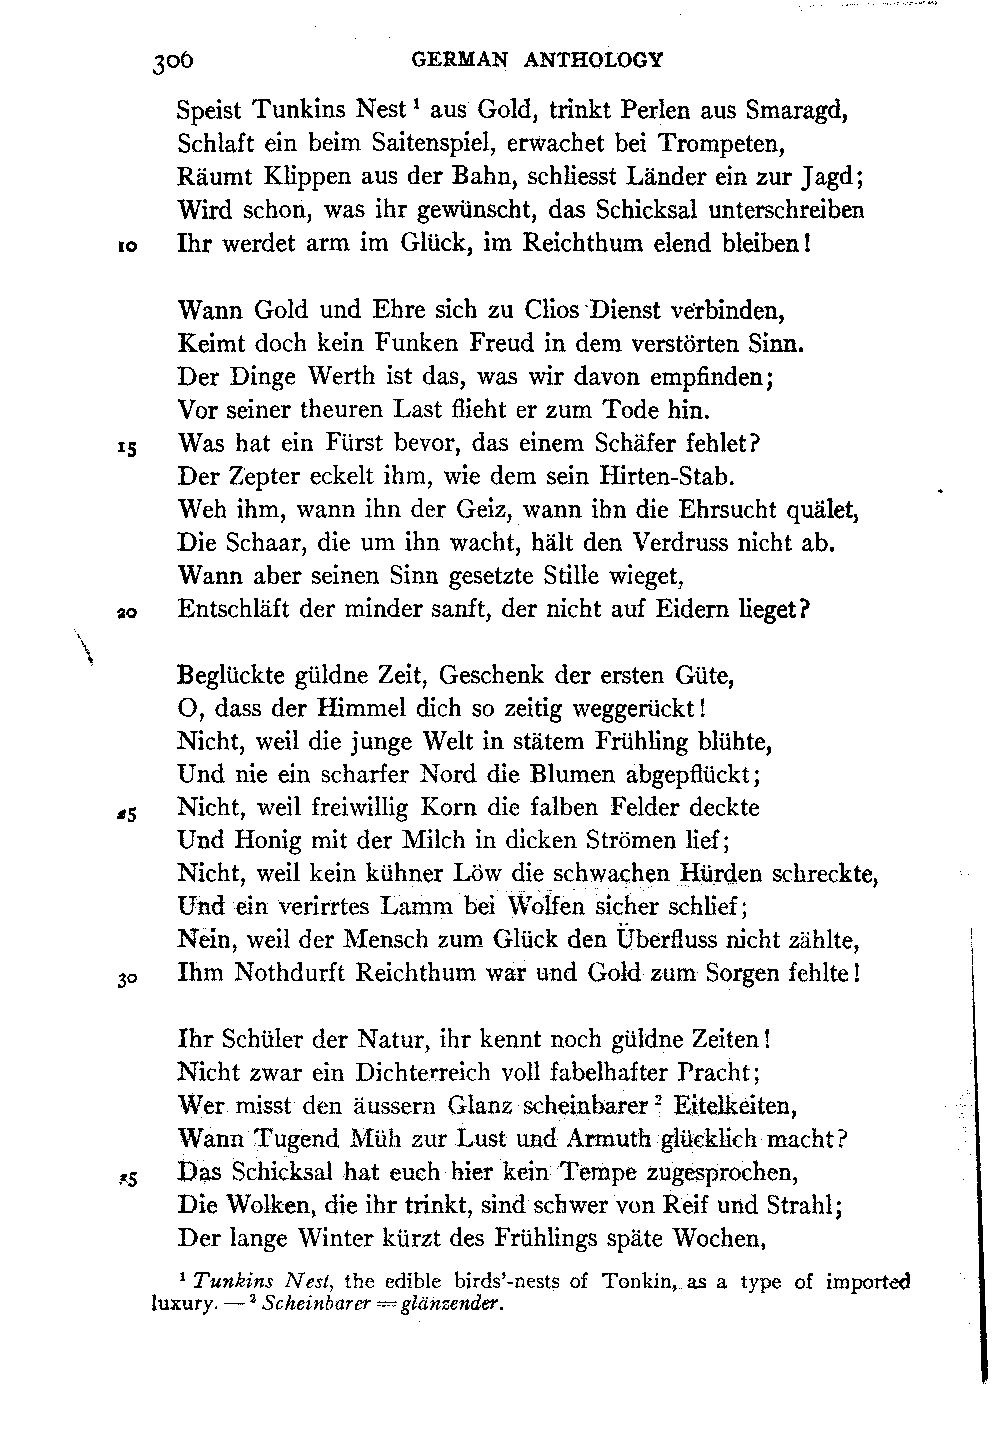 306 GERMAN ANTHOLOGY
Speist Tunkins Nest ¹ aus Gold, trinkt Perlen aus Smaragd,
Schlaft ein beim Saitenspiel, erwachet bei Trompeten,
Räumt Klippen aus der Bahn, schliesst Länder ein zur Jagd;
Wird schon, was ihr gewünscht, das Schicksal unterschreiben
10 Ihr werdet arm im Glück, im Reichthum elend bleiben!
Wann Gold und Ehre sich zu Clios Dienst verbinden,
Keimt doch kein Funken Freud in dem verstörten Sinn.
Der Dinge Werth ist das, was wir davon empfinden;
Vor seiner theuren Last flieht er zum Tode hin.
15 Was hat ein Fürst bevor, das einem Schäfer fehlet?
Der Zepter eckelt ihm, wie dem sein Hirten-Stab.
Weh ihm, wann ihn der Geiz, wann ihn die Ehrsucht quälet,
Die Schaar, die um ihn wacht, hält den Verdruss nicht ab.
Wann aber seinen Sinn gesetzte Stille wieget,
20 Entschläft der minder sanft, der nicht auf Eidern lieget?
Beglückte güldne Zeit, Geschenk der ersten Güte,
O, dass der Himmel dich so zeitig weggerückt!
Nicht, weil die junge Welt in stätem Frühling blühte,
Und nie ein scharfer Nord die Blumen abgepflückt;
25 Nicht, weil freiwillig Korn die falben Felder deckte
Und Honig mit der Milch in dicken Strömen lief;
Nicht, weil kein kühner Löw die schwachen Hürden schreckte,
Und ein verirrtes Lamm bei Wölfen sicher schlief;
Nein, weil der Mensch zum Glück den Überfluss nicht zählte,
30 Ihm Nothdurft Reichthum war und Gold zum Sorgen fehlte!
Ihr Schüler der Natur, ihr kennt noch güldne Zeiten!
Nicht zwar ein Dichterreich voll fabelhafter Pracht;
Wer misst den äussern Glanz scheinbarer ² Eitelkeiten,
Wann Tugend Müh zur Lust und Armuth glücklich macht?
35 Das Schicksal hat euch hier kein Tempe zugesprochen,
Die Wolken, die ihr trinkt, sind schwer von Reif und Strahl;
Der lange Winter kürzt des Frühlings späte Wochen,
¹ Tunkins Nest, the edible birds'-nests of Tonkin, as a type of imported
luxury. — ² Scheinbarer = glänzender.